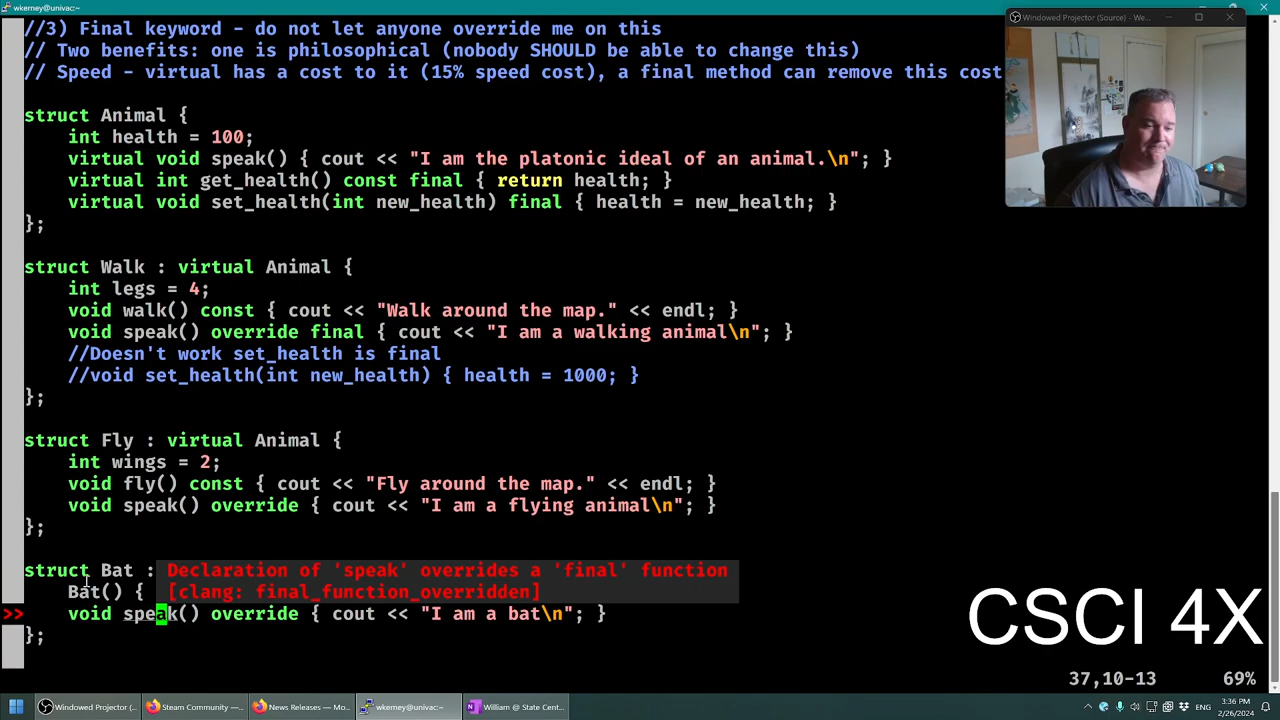 wkerney@univac:~
//3) Final keyword - do not let anyone override me on this
// Two benefits: one is philosophical (nobody SHOULD be able to change this)
// Speed - virtual has a cost to it (15% speed cost), a final method can remove this cost
Windowed Projector (Source) - We...
struct Animal {
    int health = 100;
    virtual void speak() { cout << "I am the platonic ideal of an animal.\n"; }
    virtual int get_health() const final { return health; }
    virtual void set_health(int new_health) final { health = new_health; }
};
struct Walk : virtual Animal {
    int legs = 4;
    void walk() const { cout << "Walk around the map." << endl; }
    void speak() override final { cout << "I am a walking animal\n"; }
    //Doesn't work set_health is final
    //void set_health(int new_health) { health = 1000; }
};
struct Fly : virtual Animal {
    int wings = 2;
    void fly() const { cout << "Fly around the map." << endl; }
    void speak() override { cout << "I am a flying animal\n"; }
};
struct Bat : Declaration of 'speak' overrides a 'final' function
    Bat() { [clang: final_function_overridden]
>> void speak() override { cout << "I am a bat\n"; }
};
CSCI 4X
37,10-13 69%
Windowed Projector (... Steam Community —... News Releases — Mo... wkerney@univac:~ William @ State Cent... ENG 3:36 PM
2/26/2024